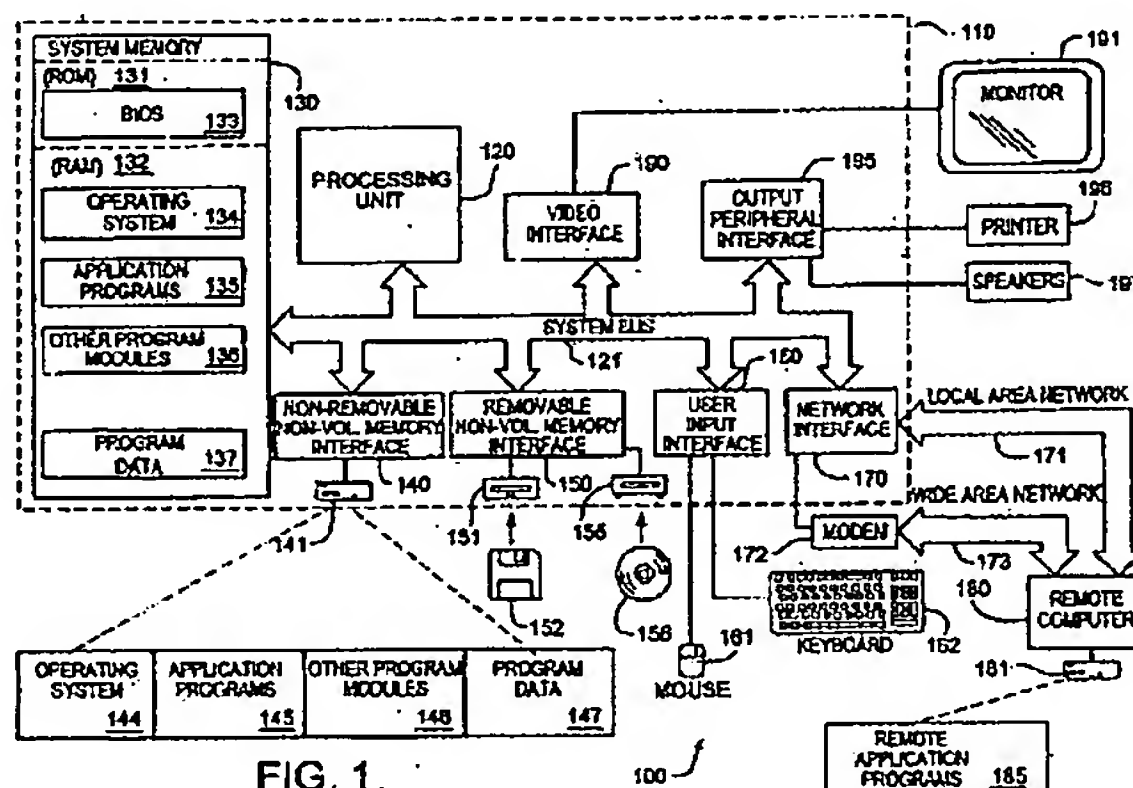 SYSTEM MEMORY
(ROM) 131
BIOS 133
(RAM) 132
OPERATING
SYSTEM 134
APPLICATION
PROGRAMS 135
OTHER PROGRAM
MODULES 136
PROGRAM
DATA 137
130
PROCESSING
UNIT
120
VIDEO
INTERFACE
190
OUTPUT
PERIPHERAL
INTERFACE
195
110
191
MONITOR
196
PRINTER
SPEAKERS
197
SYSTEM BUS
121
NON-REMOVABLE
NON-VOL. MEMORY
INTERFACE
140
REMOVABLE
NON-VOL. MEMORY
INTERFACE
150
USER
INPUT
INTERFACE
160
NETWORK
INTERFACE
170
LOCAL AREA NETWORK
171
WIDE AREA NETWORK
141
151
155
152
156
172
MODEM
173
KEYBOARD
162
161
MOUSE
180
REMOTE
COMPUTER
181
OPERATING
SYSTEM 144
APPLICATION
PROGRAMS 145
OTHER PROGRAM
MODULES 146
PROGRAM
DATA 147
REMOTE
APPLICATION
PROGRAMS 185
FIG. 1.
100